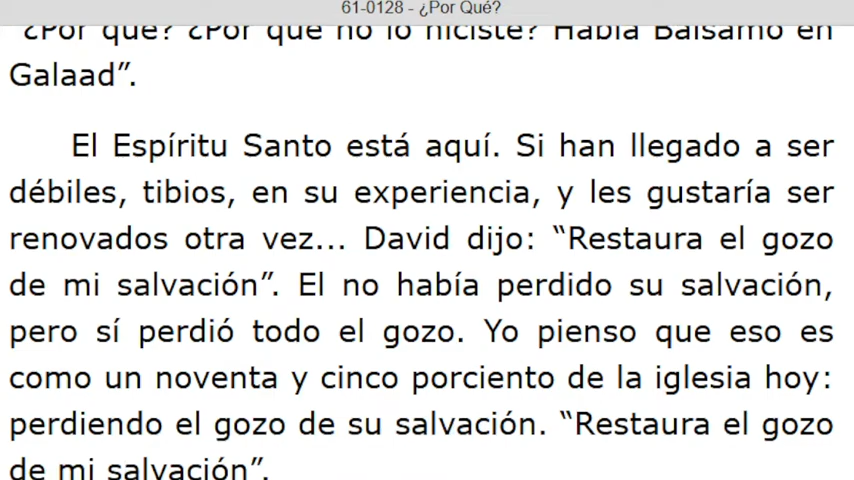 61-0128 - ¿Por Qué?
¿Por qué? ¿Por qué no lo hiciste? Había Bálsamo en
Galaad”.
El Espíritu Santo está aquí. Si han llegado a ser
débiles, tibios, en su experiencia, y les gustaría ser
renovados otra vez... David dijo: “Restaura el gozo
de mi salvación”. El no había perdido su salvación,
pero sí perdió todo el gozo. Yo pienso que eso es
como un noventa y cinco porciento de la iglesia hoy:
perdiendo el gozo de su salvación. “Restaura el gozo
de mi salvación”.